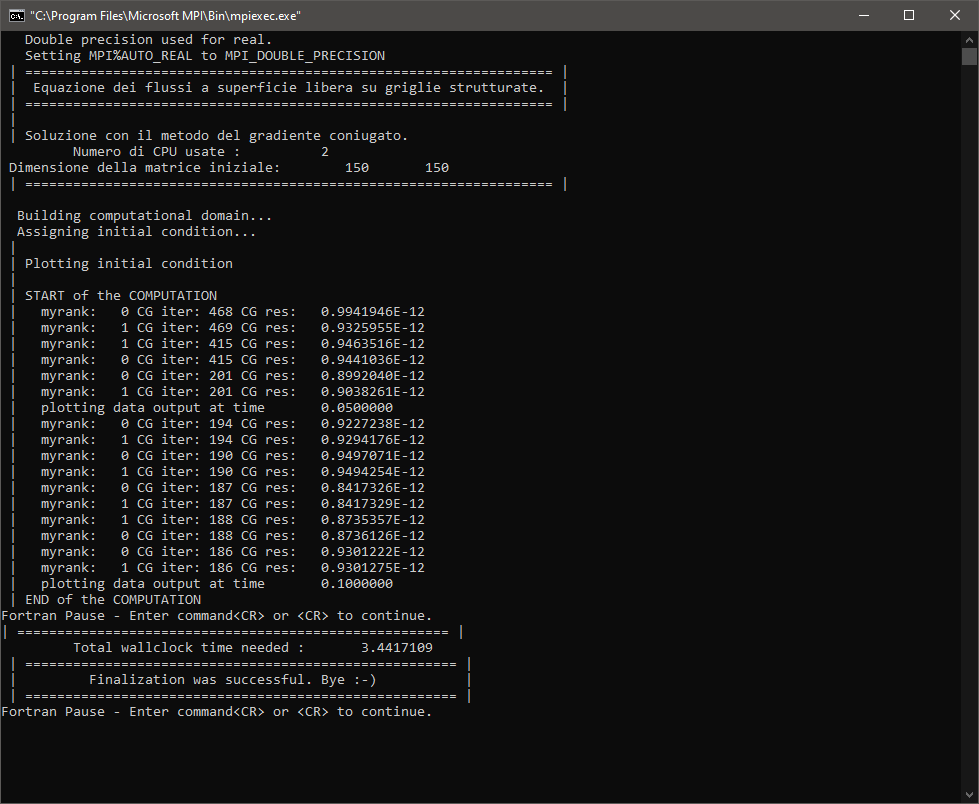 "C:\Program Files\Microsoft MPI\Bin\mpiexec.exe"
Double precision used for real.
Setting MPI%AUTO_REAL to MPI_DOUBLE_PRECISION
| ================================================================== |
| Equazione dei flussi a superficie libera su griglie strutturate. |
| ================================================================== |
|
| Soluzione con il metodo del gradiente coniugato.
Numero di CPU usate : 2
Dimensione della matrice iniziale: 150 150
| ================================================================== |
Building computational domain...
Assigning initial condition...
|
| Plotting initial condition
|
| START of the COMPUTATION
| myrank: 0 CG iter: 468 CG res: 0.9941946E-12
| myrank: 1 CG iter: 469 CG res: 0.9325955E-12
| myrank: 1 CG iter: 415 CG res: 0.9463516E-12
| myrank: 0 CG iter: 415 CG res: 0.9441036E-12
| myrank: 0 CG iter: 201 CG res: 0.8992040E-12
| myrank: 1 CG iter: 201 CG res: 0.9038261E-12
| plotting data output at time 0.0500000
| myrank: 0 CG iter: 194 CG res: 0.9227238E-12
| myrank: 1 CG iter: 194 CG res: 0.9294176E-12
| myrank: 0 CG iter: 190 CG res: 0.9497071E-12
| myrank: 1 CG iter: 190 CG res: 0.9494254E-12
| myrank: 0 CG iter: 187 CG res: 0.8417326E-12
| myrank: 1 CG iter: 187 CG res: 0.8417329E-12
| myrank: 1 CG iter: 188 CG res: 0.8735357E-12
| myrank: 0 CG iter: 188 CG res: 0.8736126E-12
| myrank: 0 CG iter: 186 CG res: 0.9301222E-12
| myrank: 1 CG iter: 186 CG res: 0.9301275E-12
| plotting data output at time 0.1000000
| END of the COMPUTATION
Fortran Pause - Enter command<CR> or <CR> to continue.
| ====================================================== |
Total wallclock time needed : 3.4417109
| ====================================================== |
| Finalization was successful. Bye :-) |
| ====================================================== |
Fortran Pause - Enter command<CR> or <CR> to continue.